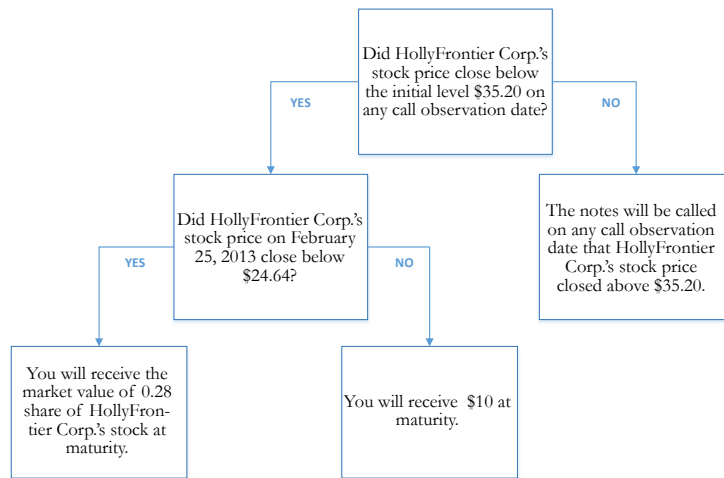 Did HollyFrontier Corp.'s
stock price close below
the initial level $35.20 on
any call observation date?
YES
NO
Did HollyFrontier Corp.'s
stock price on February
25, 2013 close below
$24.64?
The notes will be called
on any call observation
date that HollyFrontier
Corp.'s stock price
closed above $35.20.
YES
NO
You will receive the
market value of 0.28
share of HollyFron-
tier Corp.'s stock at
maturity.
You will receive $10 at
maturity.